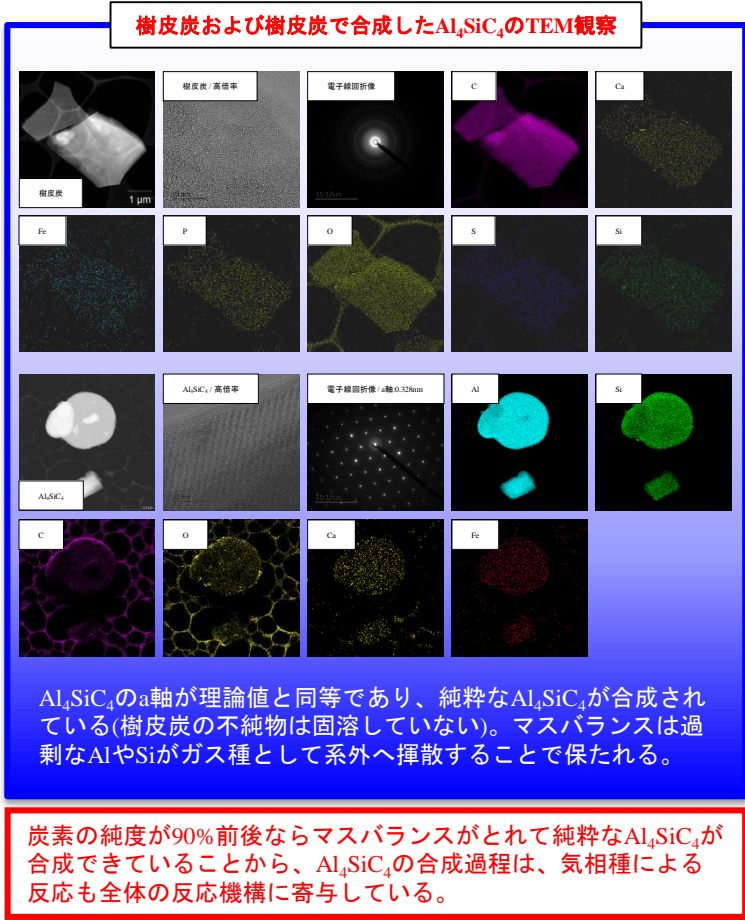 樹皮炭および樹皮炭で合成したAl₄SiC₄のTEM観察
樹皮炭
1 μm
樹皮炭 / 高倍率
電子線回折像
10 1/nm
C
Ca
Fe
P
O
S
Si
Al₄SiC₄
Al₄SiC₄ / 高倍率
電子線回折像 / a軸:0.328nm
10 1/nm
Al
Si
C
O
Ca
Fe
Al₄SiC₄のa軸が理論値と同等であり、純粋なAl₄SiC₄が合成され
ている(樹皮炭の不純物は固溶していない)。マスバランスは過
剰なAlやSiがガス種として系外へ揮散することで保たれる。
炭素の純度が90%前後ならマスバランスがとれて純粋なAl₄SiC₄が
合成できていることから、Al₄SiC₄の合成過程は、気相種による
反応も全体の反応機構に寄与している。